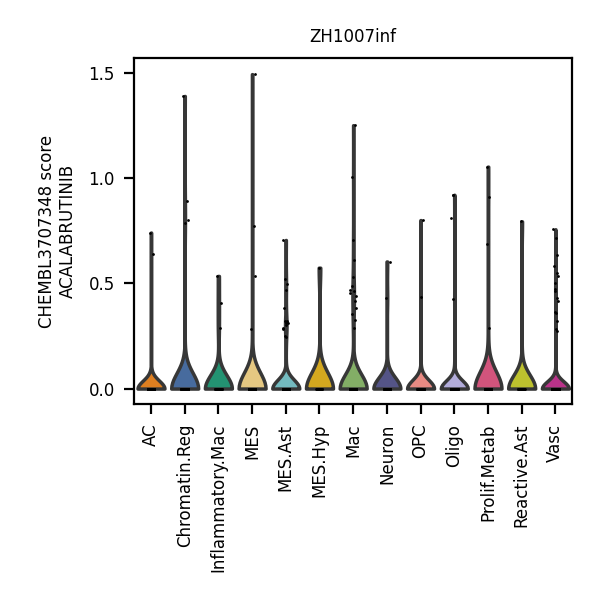 ZH1007inf
CHEMBL3707348 score
ACALABRUTINIB
1.5
1.0
0.5
0.0
AC
Chromatin.Reg
Inflammatory.Mac
MES
MES.Ast
MES.Hyp
Mac
Neuron
OPC
Oligo
Prolif.Metab
Reactive.Ast
Vasc